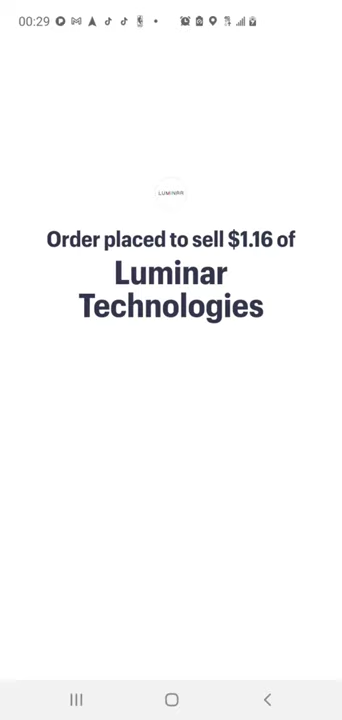 00:29
LUMINAR
Order placed to sell $1.16 of
Luminar
Technologies